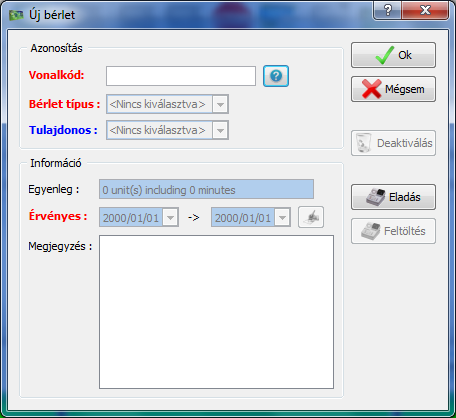 Új bérlet
Azonosítás
Vonalkód:
Bérlet típus : <Nincs kiválasztva>
Tulajdonos : <Nincs kiválasztva>
Információ
Egyenleg : 0 unit(s) including 0 minutes
Érvényes : 2000/01/01 -> 2000/01/01
Megjegyzés :
Ok
Mégsem
Deaktiválás
Eladás
Feltöltés